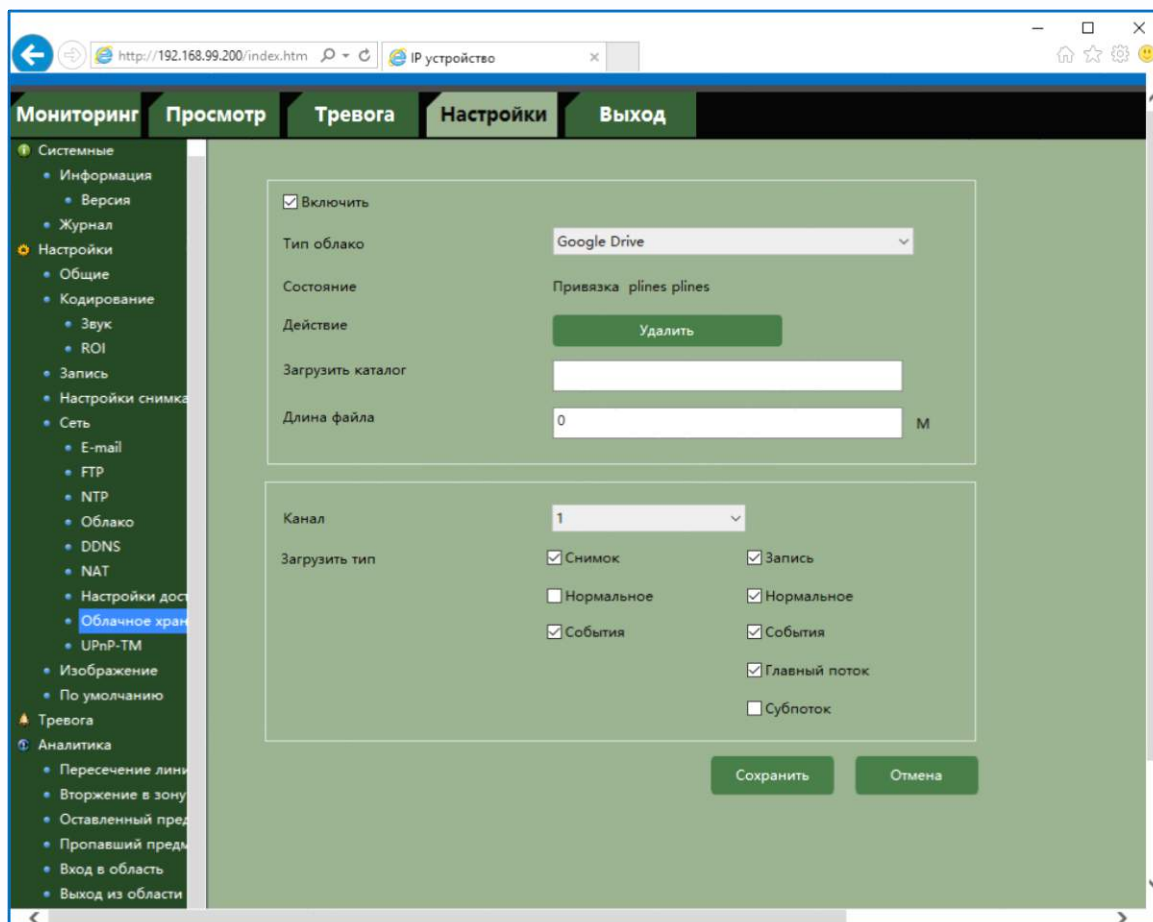 http://192.168.99.200/index.htm IP устройство
Мониторинг Просмотр Тревога Настройки Выход
Системные
Информация
Версия
Журнал
Настройки
Общие
Кодирование
Звук
ROI
Запись
Настройки снимка
Сеть
E-mail
FTP
NTP
Облако
DDNS
NAT
Настройки дост
Облачное хран
UPnP-TM
Изображение
По умолчанию
Тревога
Аналитика
Пересечение лини
Вторжение в зону
Оставленный пред
Пропавший предм
Вход в область
Выход из области
Включить
Тип облако Google Drive
Состояние Привязка plines plines
Действие Удалить
Загрузить каталог
Длина файла 0 M
Канал 1
Загрузить тип Снимок Запись
Нормальное Нормальное
События События
Главный поток
Субпоток
Сохранить Отмена